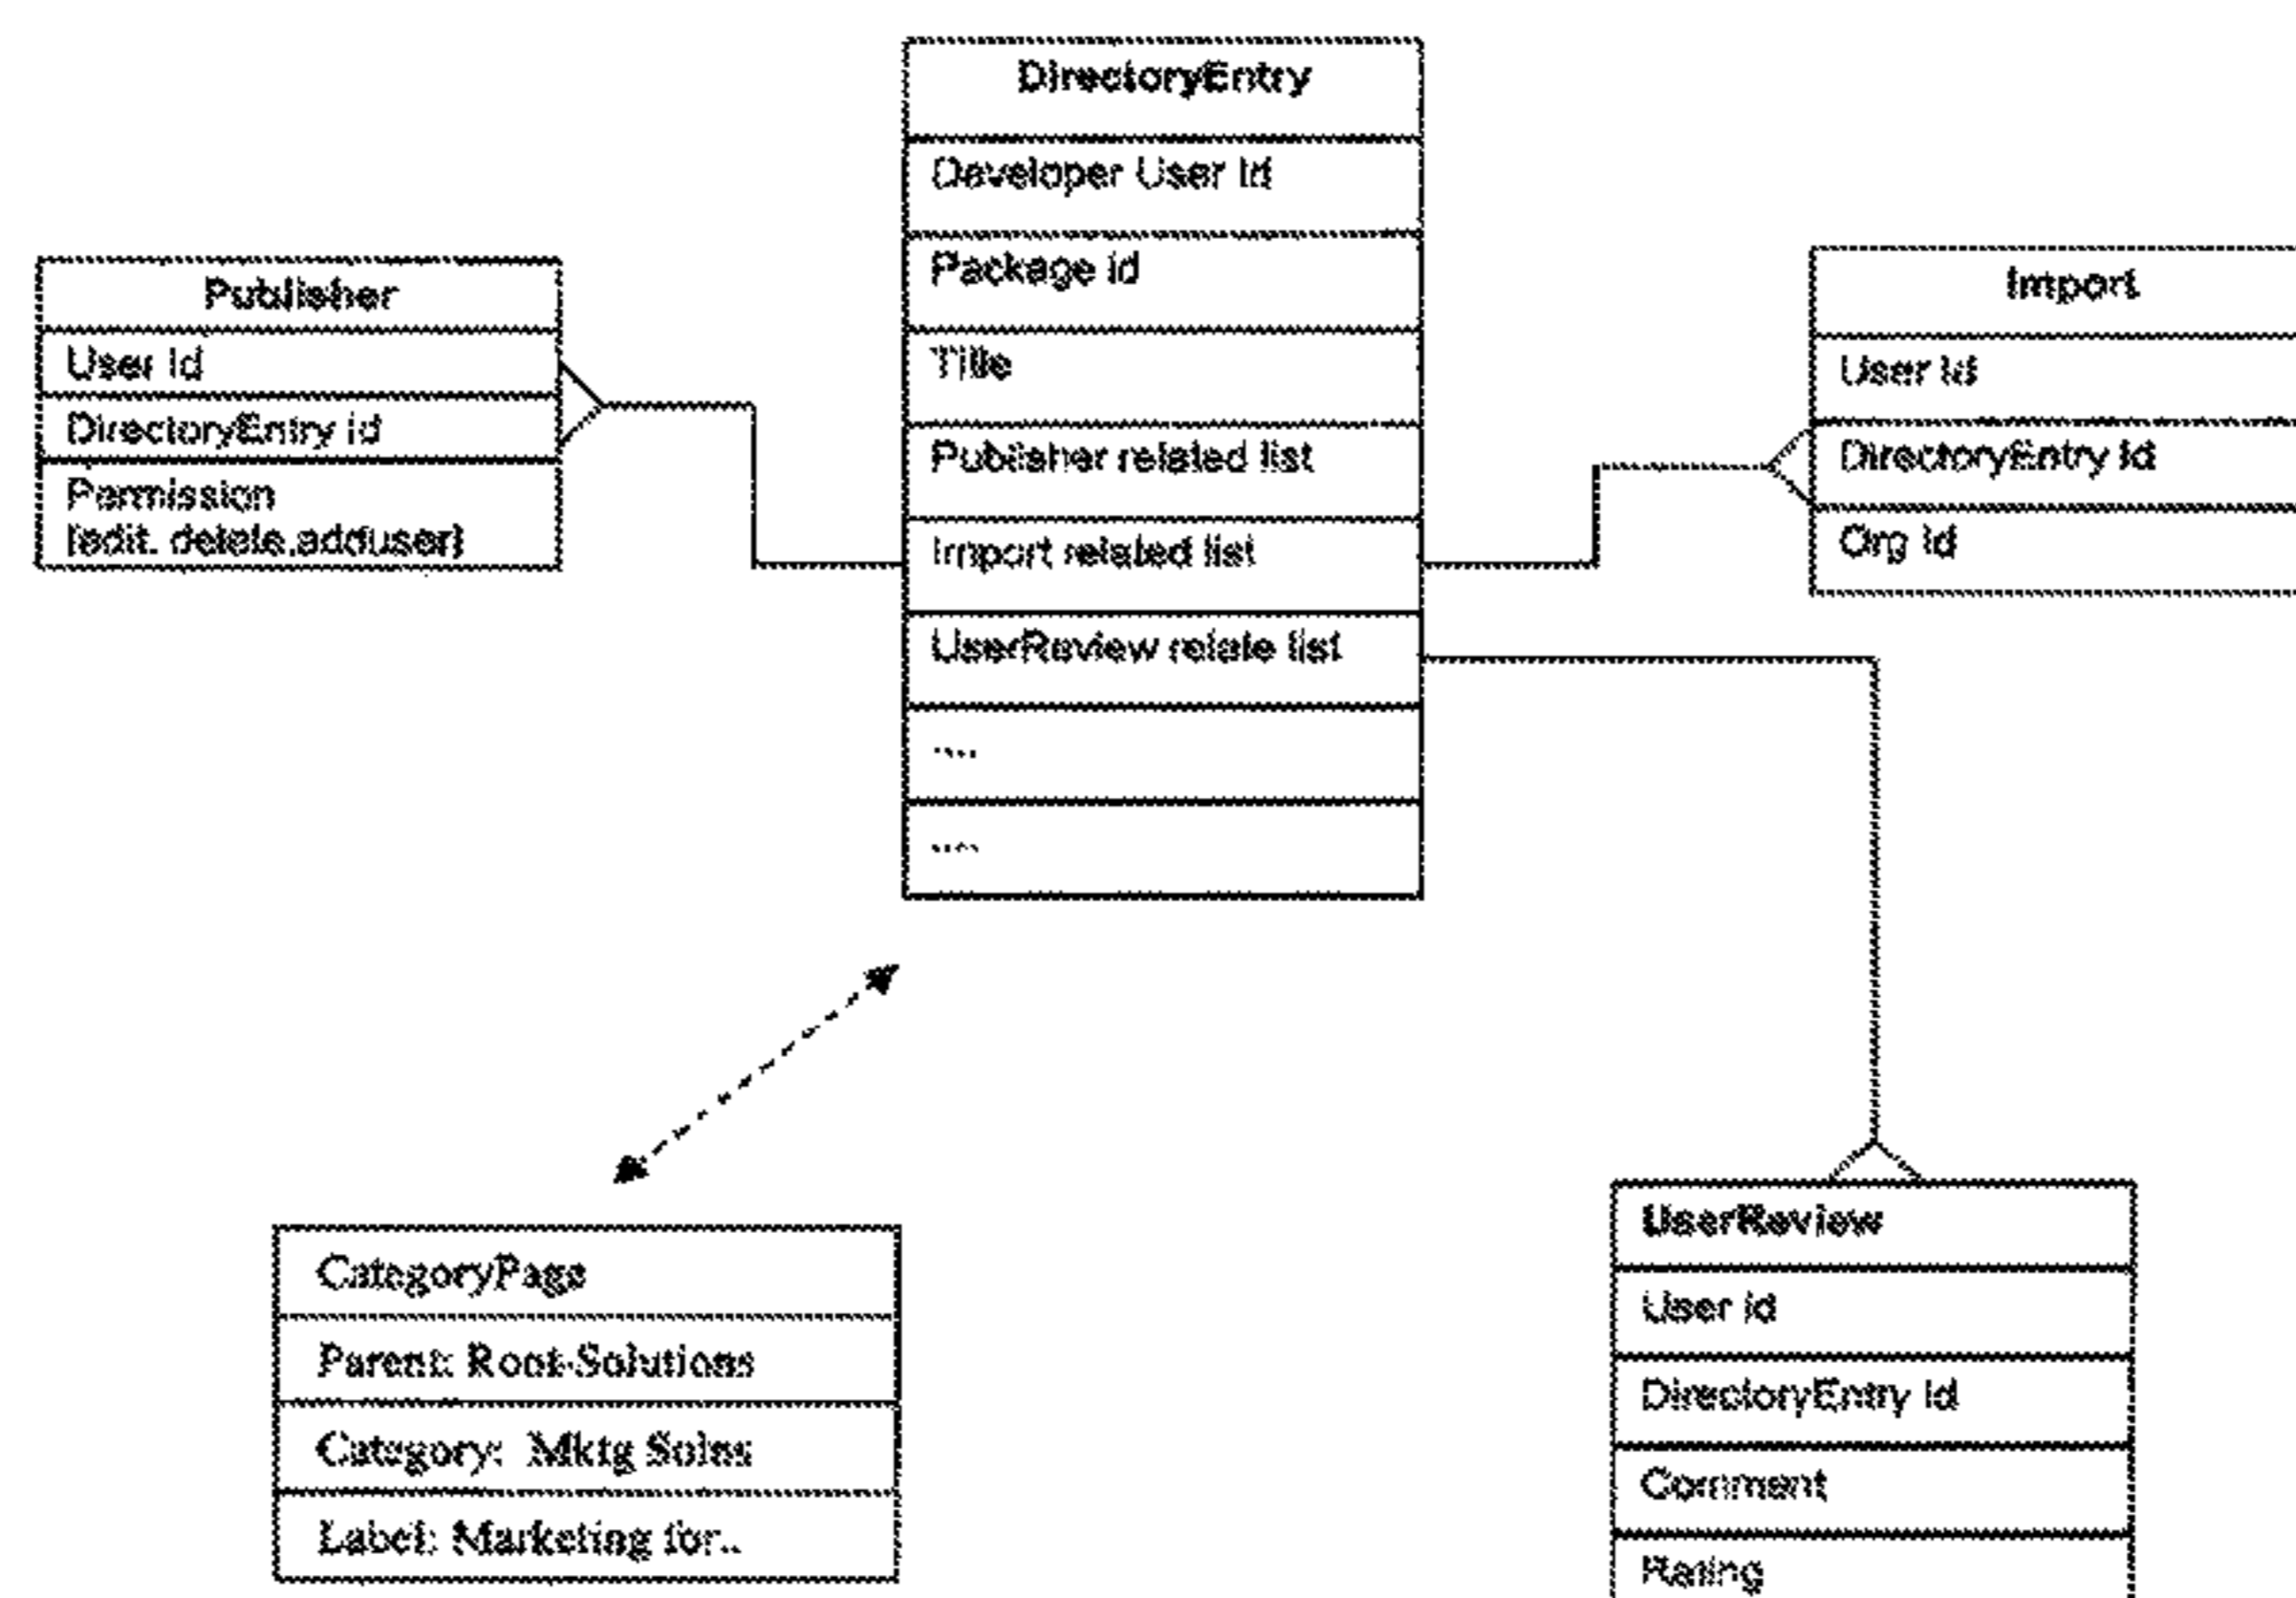 DirectoryEntry
Developer User Id
Package id
Title
Publisher related list
Import related list
UserReview relate list
....
....
Publisher
User Id
DirectoryEntry id
Permission
{edit, delete,adduser}
Import
User Id
DirectoryEntry Id
Org Id
CategoryPage
Parent: Root-Solutions
Category: Mktg Solns
Label: Marketing for..
UserReview
User id
DirectoryEntry Id
Comment
Rating